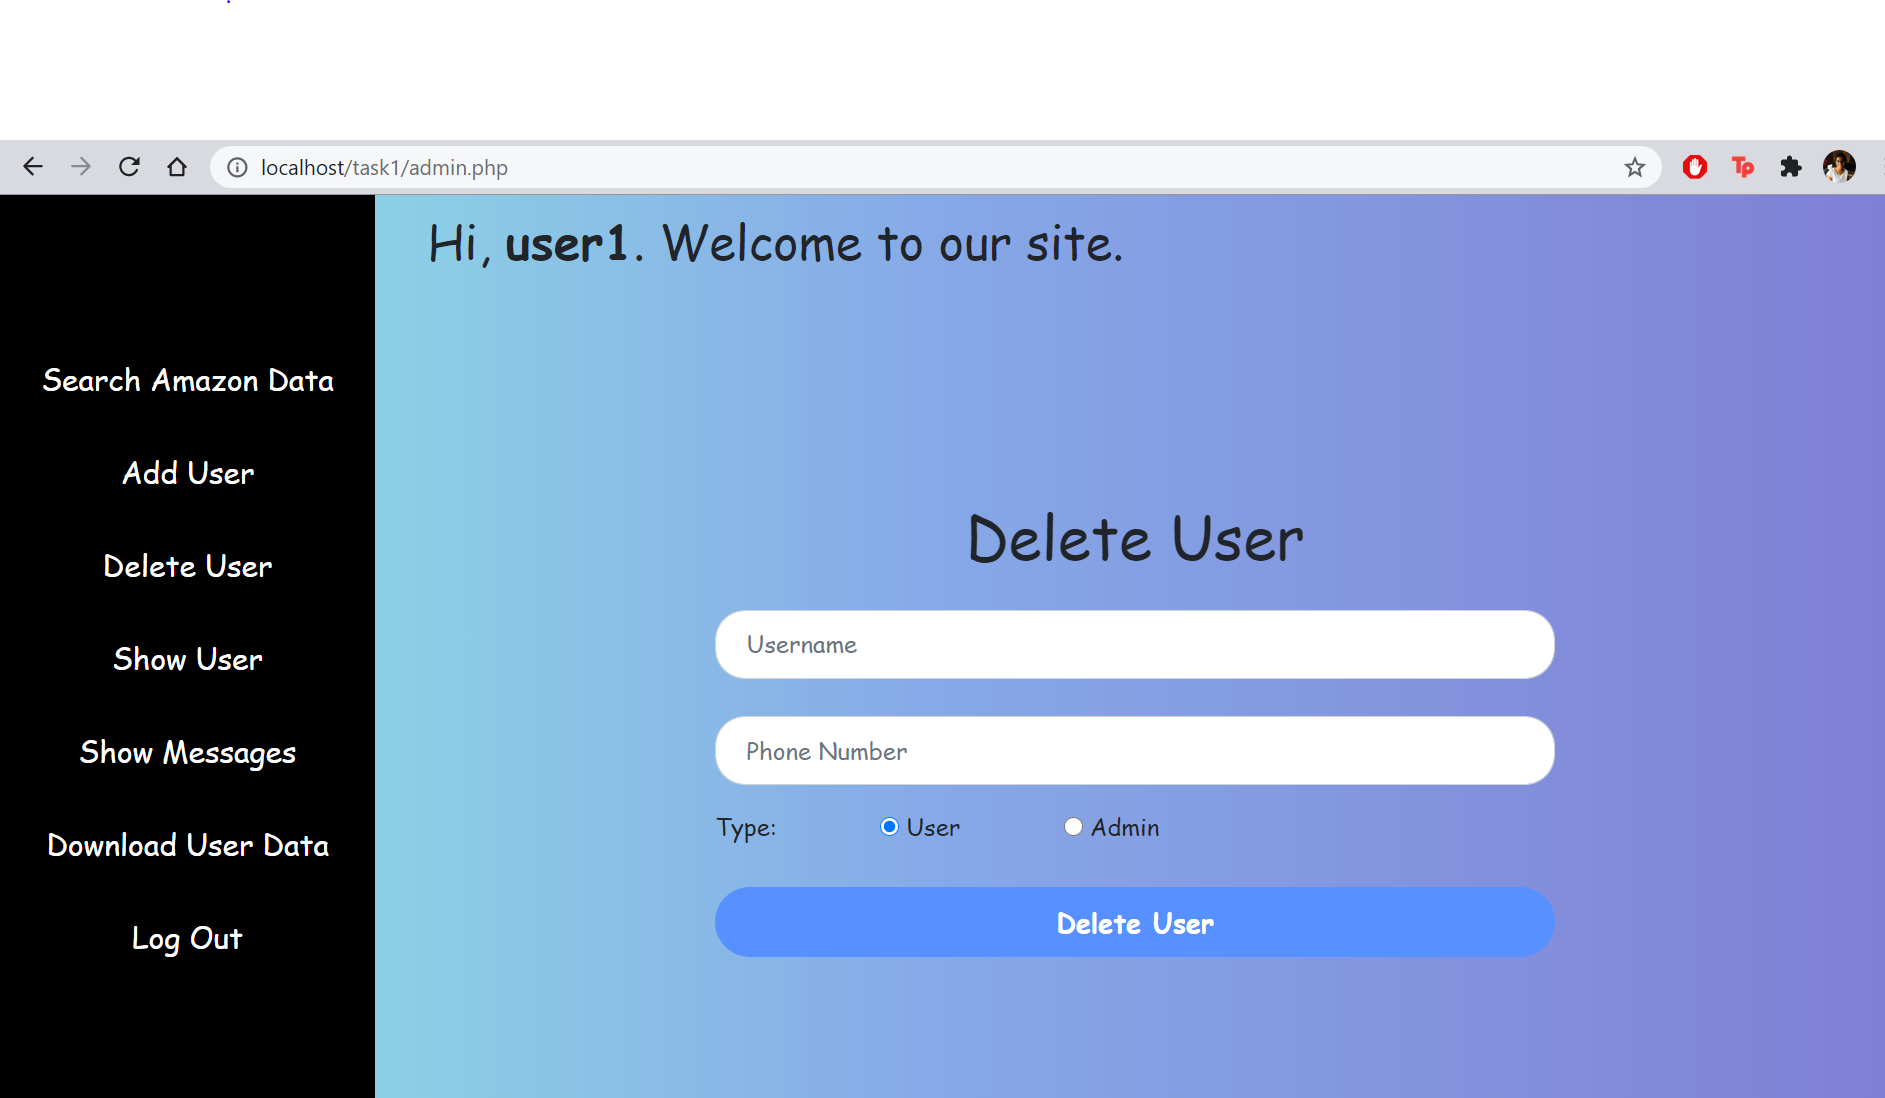 localhost/task1/admin.php
Tp
Hi, user1. Welcome to our site.
Search Amazon Data
Add User
Delete User
Show User
Show Messages
Download User Data
Log Out
Delete User
Username
Phone Number
Type: User Admin
Delete User